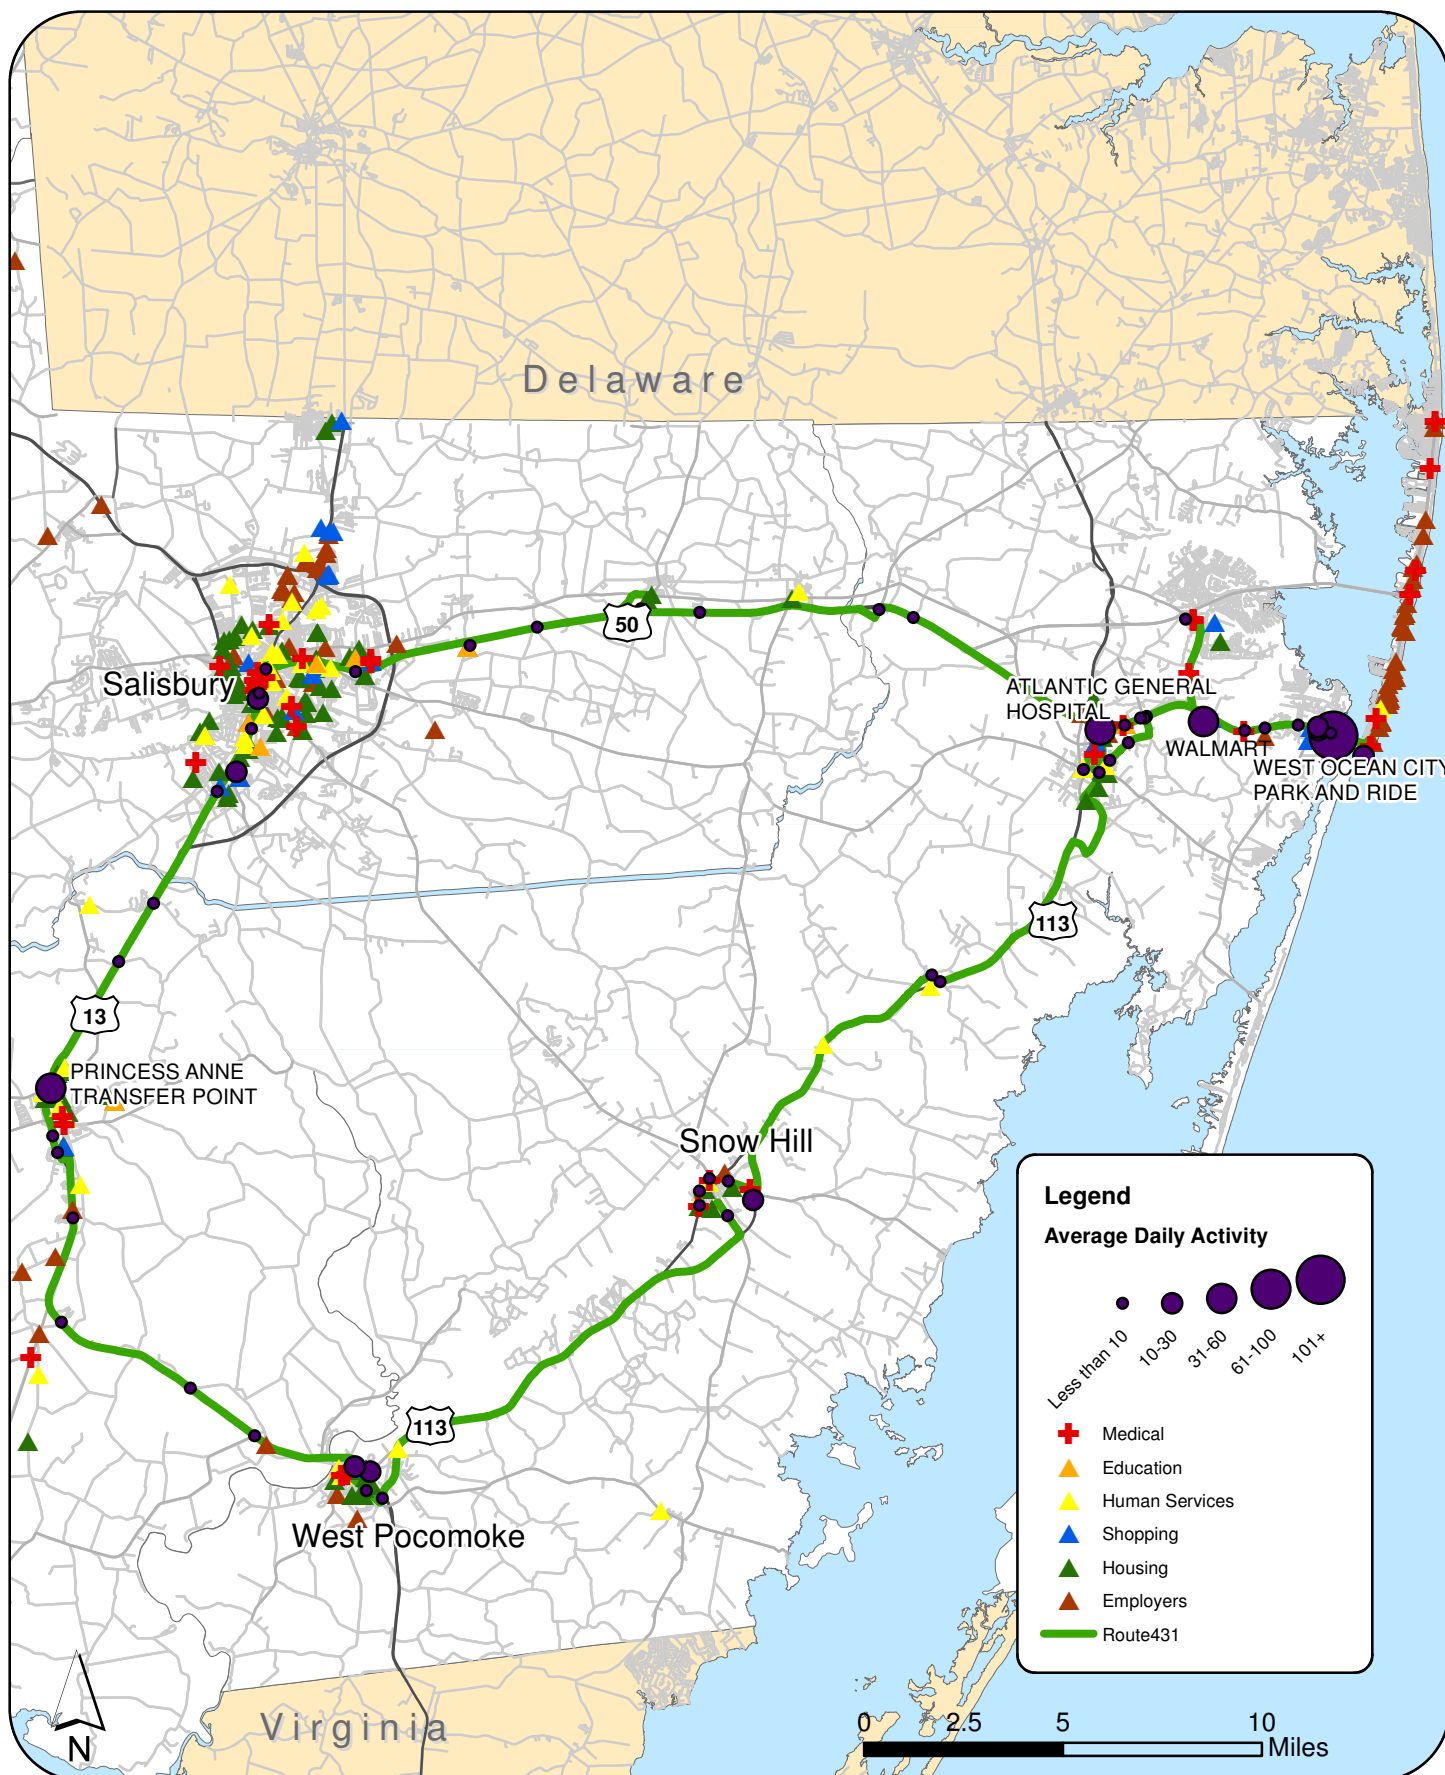 Delaware
50
Salisbury
ATLANTIC GENERAL
HOSPITAL
WALMART
WEST OCEAN CITY
PARK AND RIDE
113
13
PRINCESS ANNE
TRANSFER POINT
Snow Hill
113
West Pocomoke
Virginia
N
Legend
Average Daily Activity
Less than 10
10-30
31-60
61-100
101+
Medical
Education
Human Services
Shopping
Housing
Employers
Route431
0 2.5 5 10
Miles